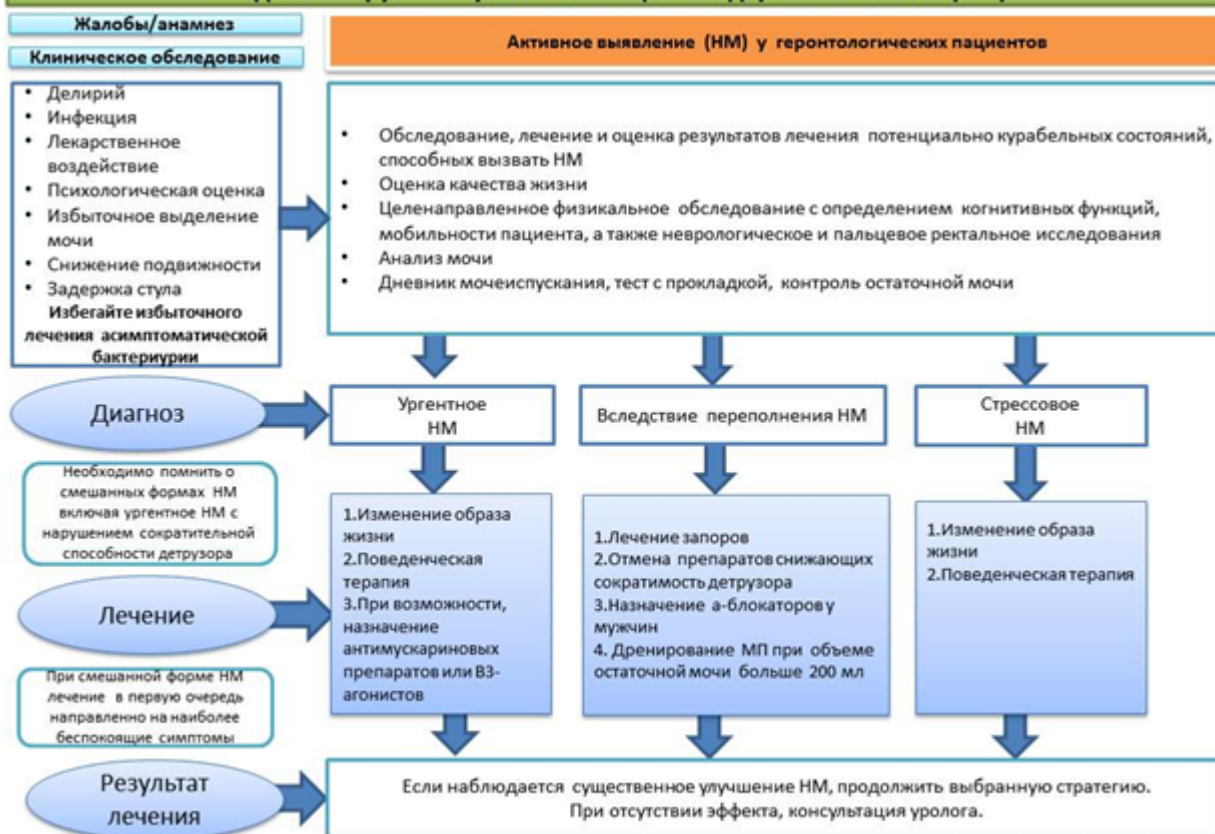 Жалобы/анамнез
Клиническое обследование
Активное выявление (НМ) у геронтологических пациентов
• Делирий
• Инфекция
• Лекарственное
воздействие
• Психологическая оценка
• Избыточное выделение
мочи
• Снижение подвижности
• Задержка стула
Избегайте избыточного
лечения асимптоматической
бактериурии
• Обследование, лечение и оценка результатов лечения потенциально курабельных состояний,
способных вызвать НМ
• Оценка качества жизни
• Целенаправленное физикальное обследование с определением когнитивных функций,
мобильности пациента, а также неврологическое и пальцевое ректальное исследования
• Анализ мочи
• Дневник мочеиспускания, тест с прокладкой, контроль остаточной мочи
Диагноз
Ургентное
НМ
Вследствие переполнения НМ
Стрессовое
НМ
Необходимо помнить о
смешанных формах НМ
включая ургентное НМ с
нарушением сократительной
способности детрузора
Лечение
1.Изменение образа
жизни
2.Поведенческая
терапия
3.При возможности,
назначение
антимускариновых
препаратов или В3-
агонистов
1.Лечение запоров
2.Отмена препаратов снижающих
сократимость детрузора
3.Назначение а-блокаторов у
мужчин
4. Дренирование МП при объеме
остаточной мочи больше 200 мл
1.Изменение образа
жизни
2.Поведенческая терапия
При смешанной форме НМ
лечение в первую очередь
направленно на наиболее
беспокоящие симптомы
Результат
лечения
Если наблюдается существенное улучшение НМ, продолжить выбранную стратегию.
При отсутствии эффекта, консультация уролога.